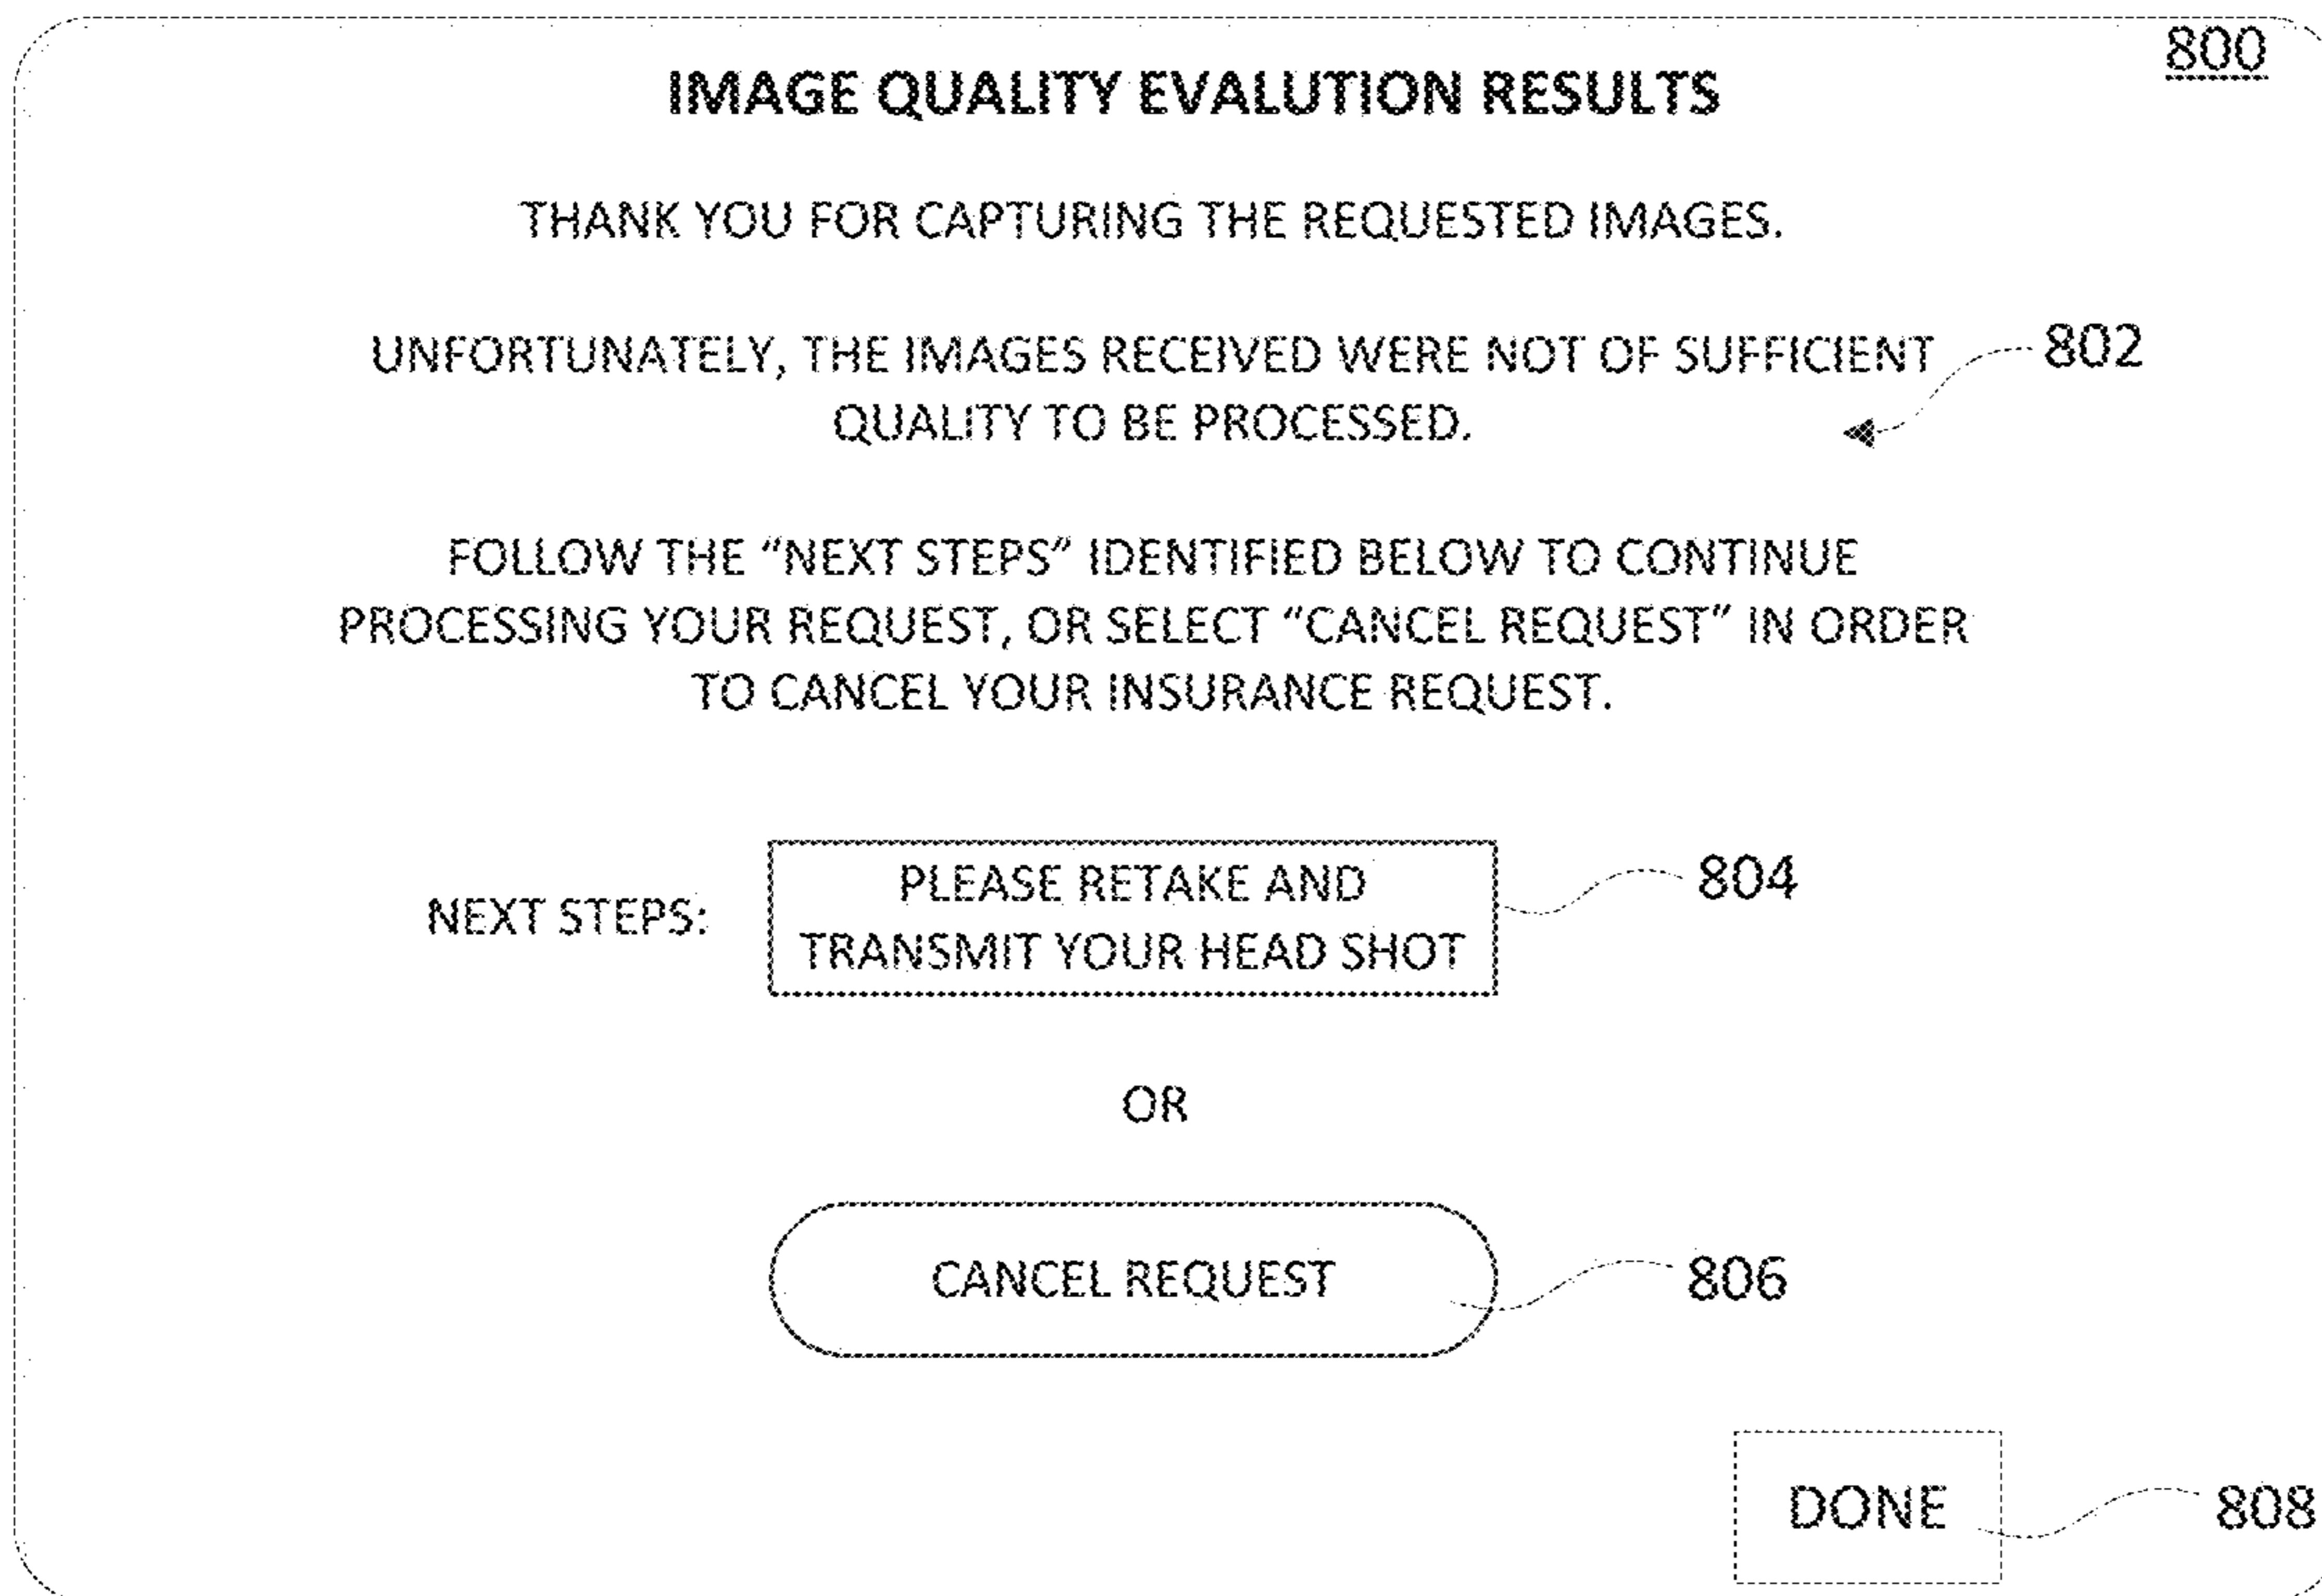 800
IMAGE QUALITY EVALUTION RESULTS
THANK YOU FOR CAPTURING THE REQUESTED IMAGES.
UNFORTUNATELY, THE IMAGES RECEIVED WERE NOT OF SUFFICIENT
802
QUALITY TO BE PROCESSED.
FOLLOW THE “NEXT STEPS” IDENTIFIED BELOW TO CONTINUE
PROCESSING YOUR REQUEST, OR SELECT “CANCEL REQUEST” IN ORDER
TO CANCEL YOUR INSURANCE REQUEST.
NEXT STEPS:
PLEASE RETAKE AND
TRANSMIT YOUR HEAD SHOT
804
OR
CANCEL REQUEST
806
DONE
808